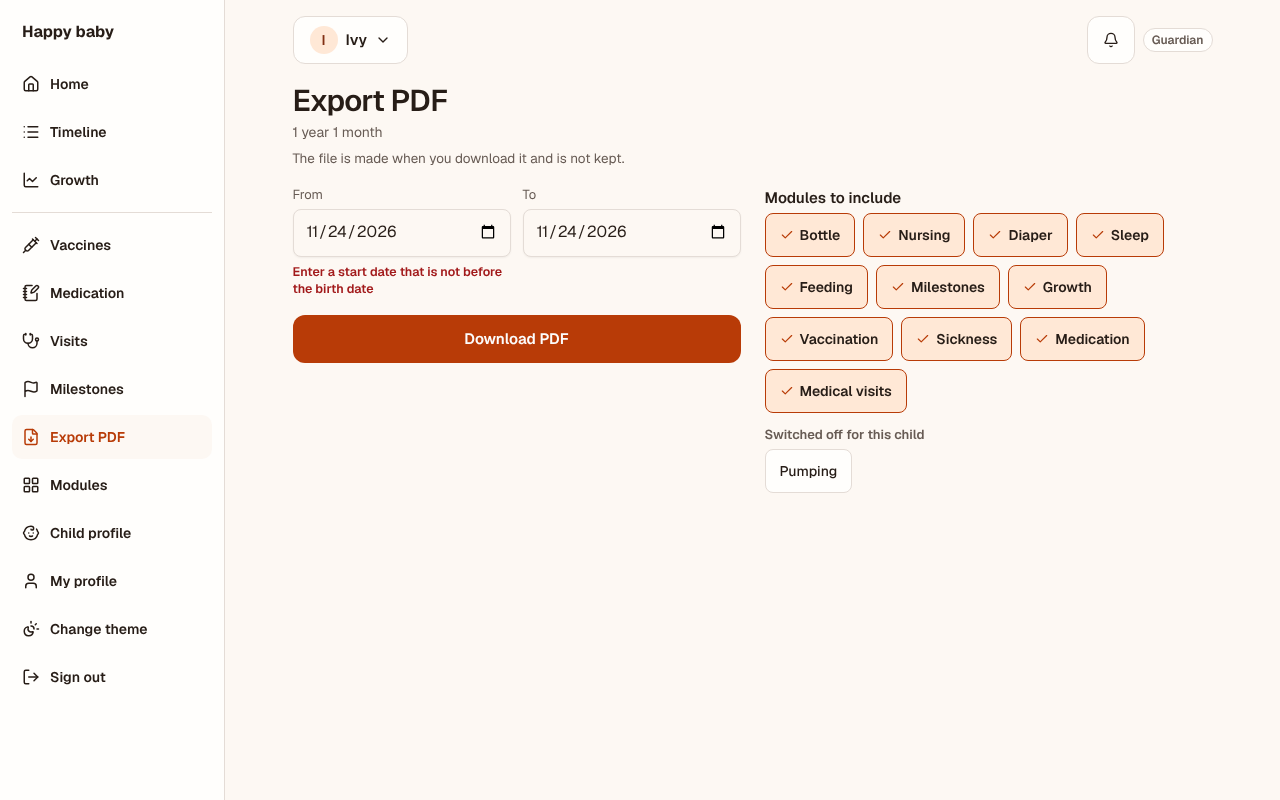 Happy baby
Home
Timeline
Growth
Vaccines
Medication
Visits
Milestones
Export PDF
Modules
Child profile
My profile
Change theme
Sign out
I Ivy
Guardian
Export PDF
1 year 1 month
The file is made when you download it and is not kept.
From
11/24/2026
To
11/24/2026
Enter a start date that is not before
the birth date
Download PDF
Modules to include
Bottle Nursing Diaper Sleep
Feeding Milestones Growth
Vaccination Sickness Medication
Medical visits
Switched off for this child
Pumping